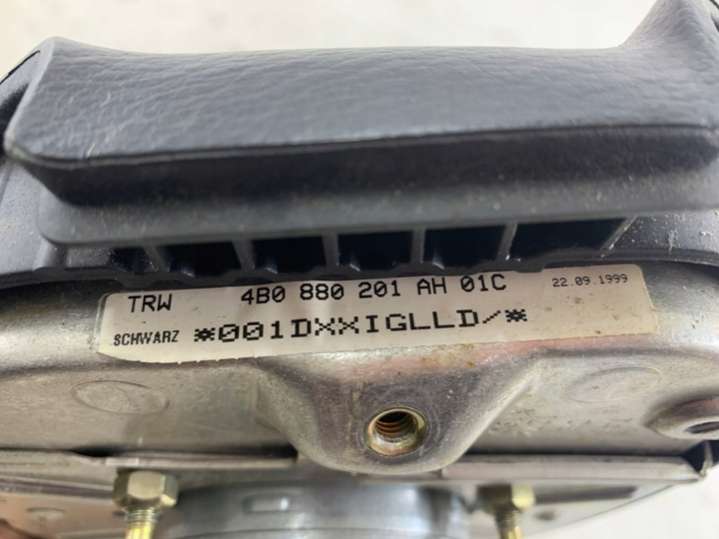 TRW 4B0 880 201 AH 01C 22.09.1999
SCHWARZ *001DXXIGLLD/*